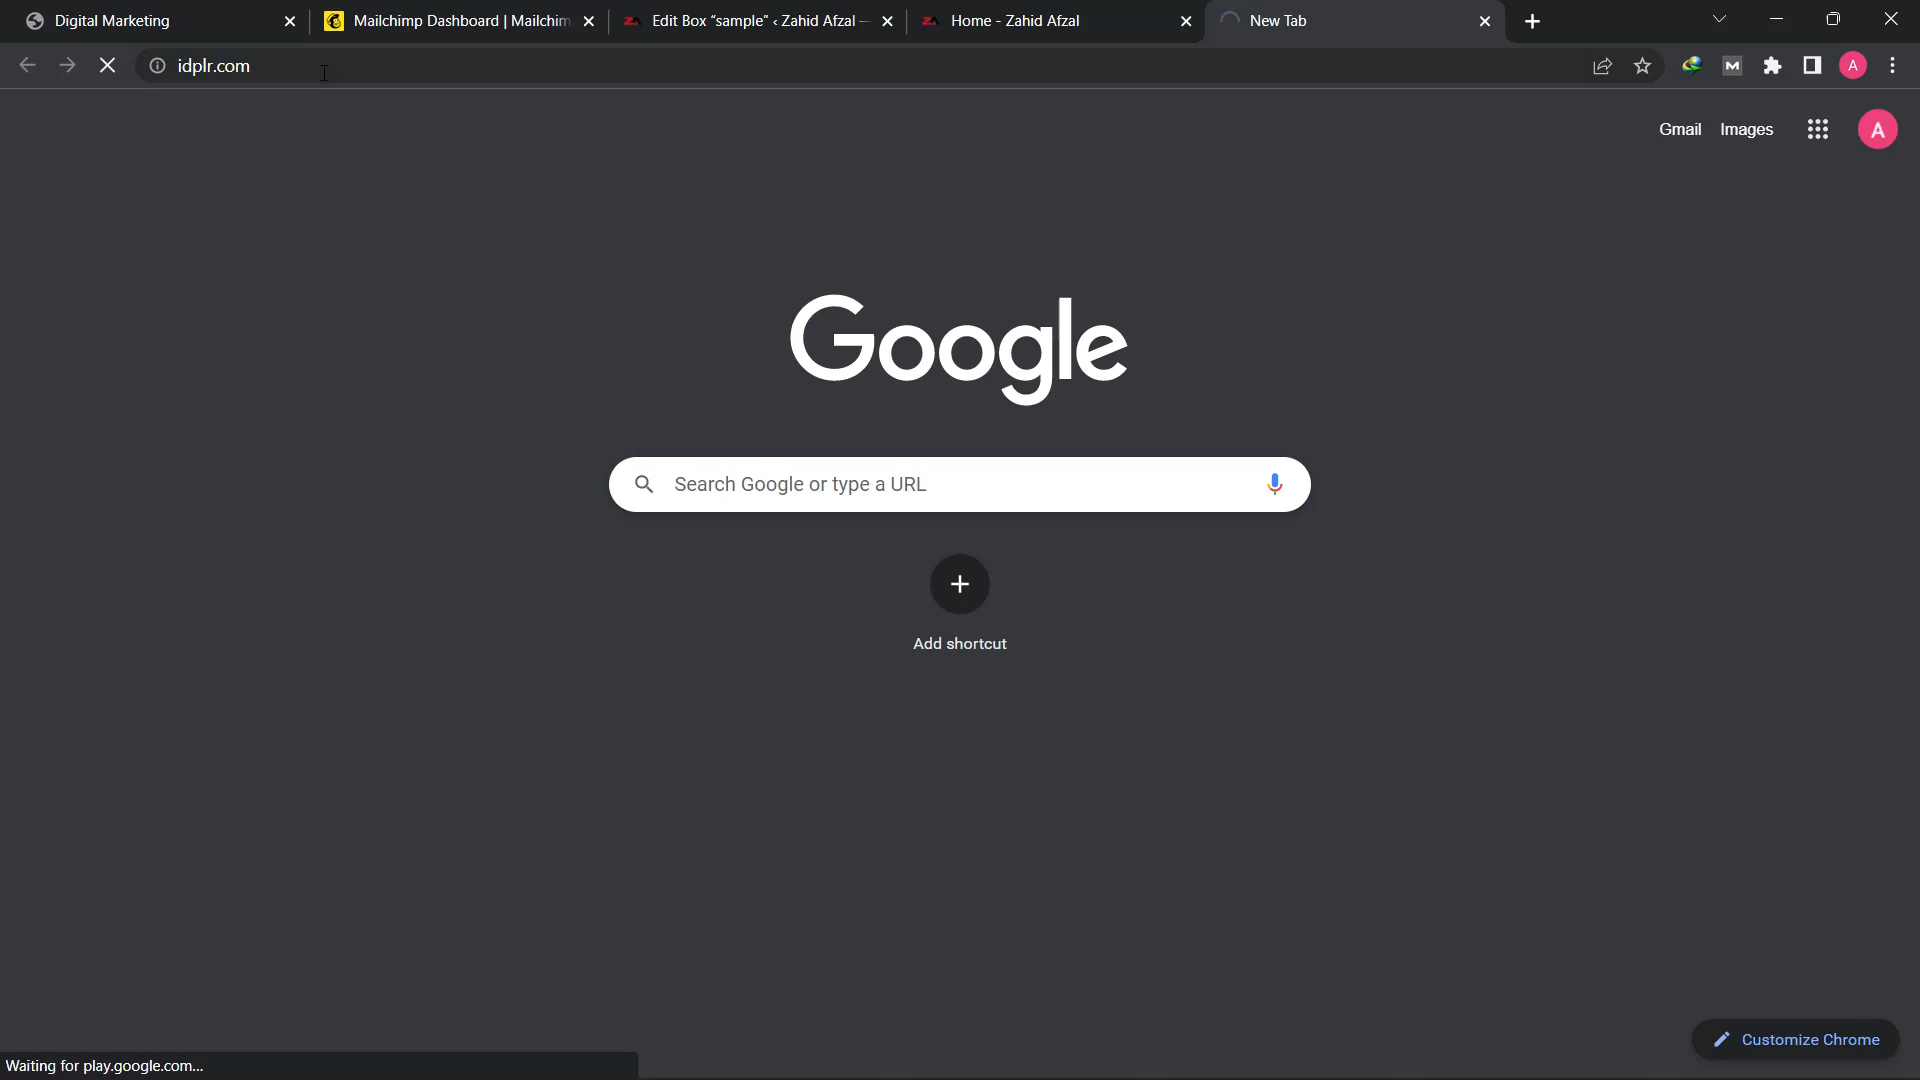 Digital Marketing
Mailchimp Dashboard | Mailchim
Edit Box “sample” ‹ Zahid Afzal —
Home - Zahid Afzal
New Tab
idplr.com
M
A
Gmail
Images
A
Google
Search Google or type a URL
Add shortcut
Customize Chrome
Waiting for play.google.com...